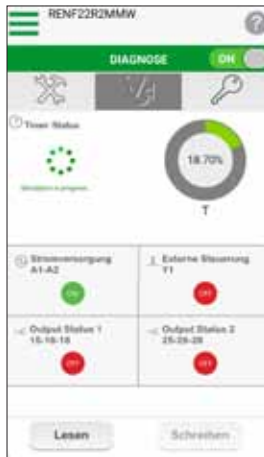 RENF22R2MMW
DIAGNOSE
ON
Timer Status
18.70%
T
Stromversorgung
A1-A2
ON
Externe Steuerung
Y1
OFF
Output Status 1
15-16-18
OFF
Output Status 2
25-26-28
OFF
Lesen
Schreiben